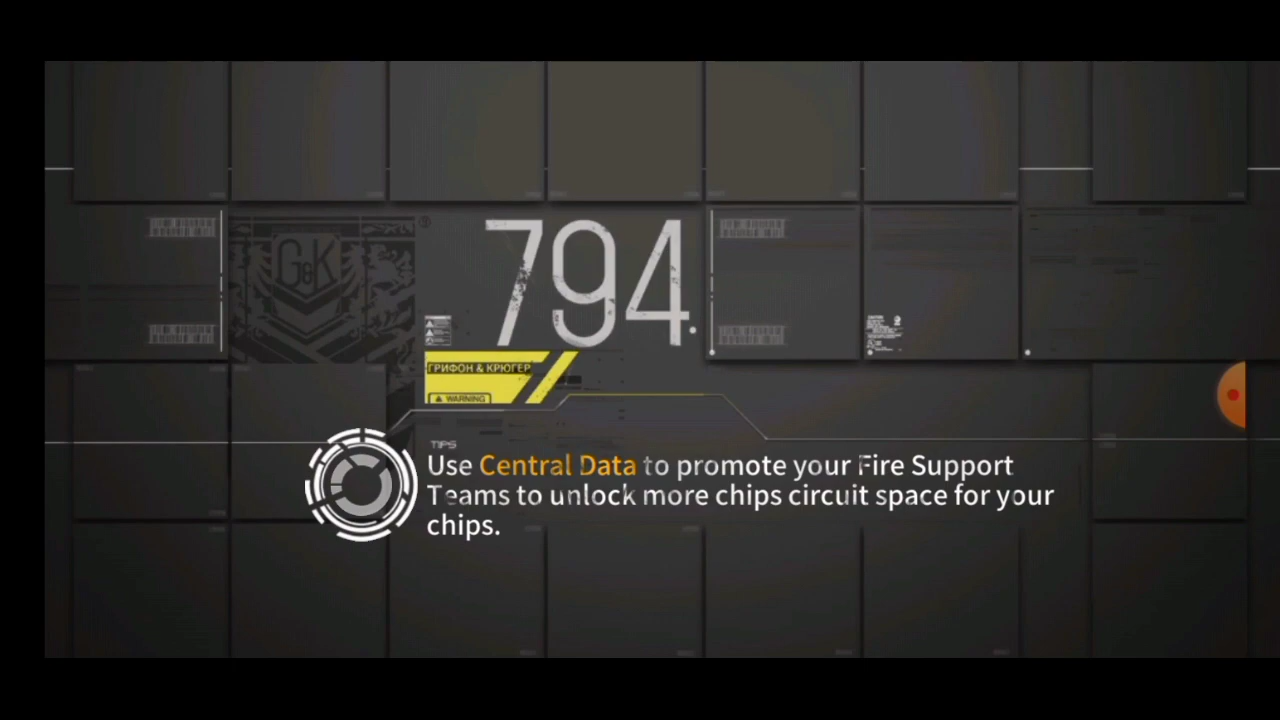 G&K
794.
ГРИФОН & КРЮГЕР
WARNING
TIPS
Use Central Data to promote your Fire Support
Teams to unlock more chips circuit space for your
chips.